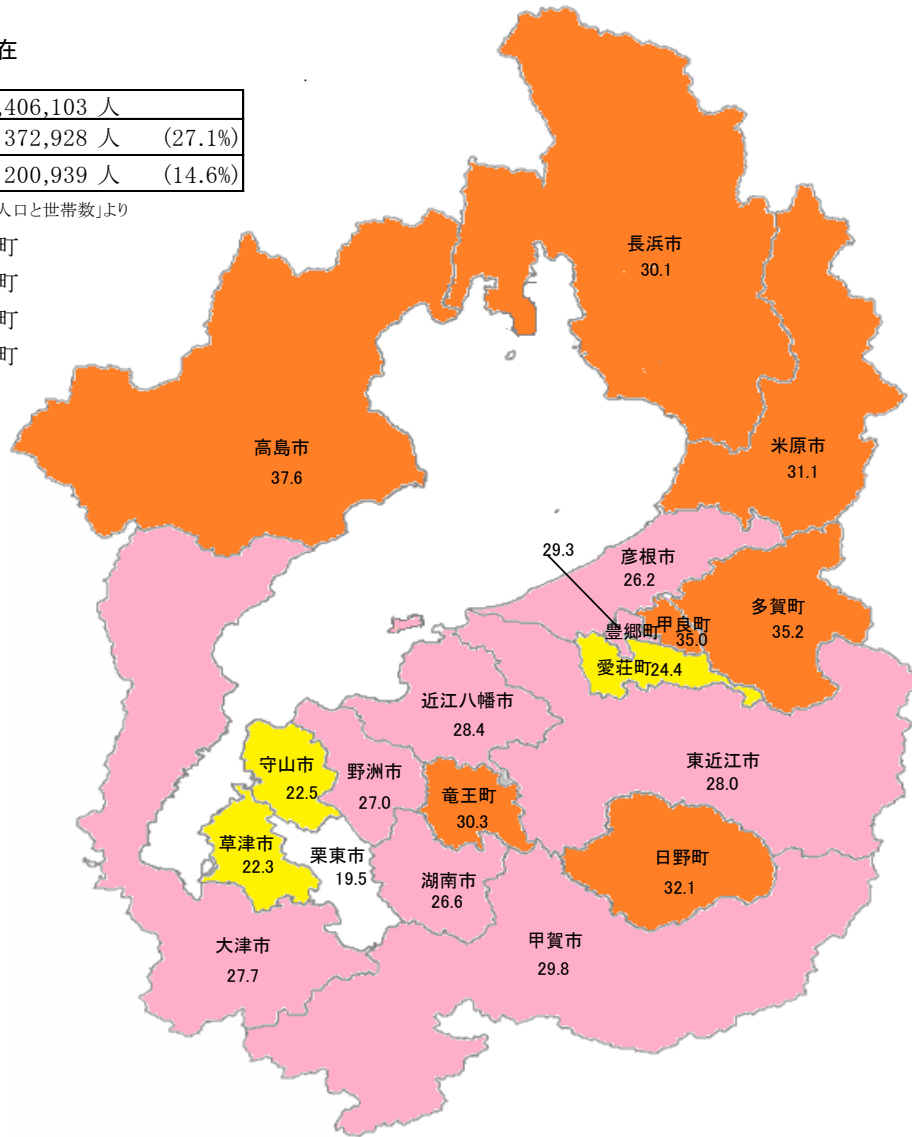 在
,406,103 人
372,928 人 (27.1%)
200,939 人 (14.6%)
人口と世帯数」より
町
町
町
町
長浜市
30.1
高島市
37.6
米原市
31.1
29.3
彦根市
26.2
多賀町
35.2
甲良町
35.0
豊郷町
愛荘町24.4
近江八幡市
28.4
東近江市
28.0
守山市
22.5
野洲市
27.0
竜王町
30.3
草津市
22.3
栗東市
19.5
湖南市
26.6
日野町
32.1
大津市
27.7
甲賀市
29.8